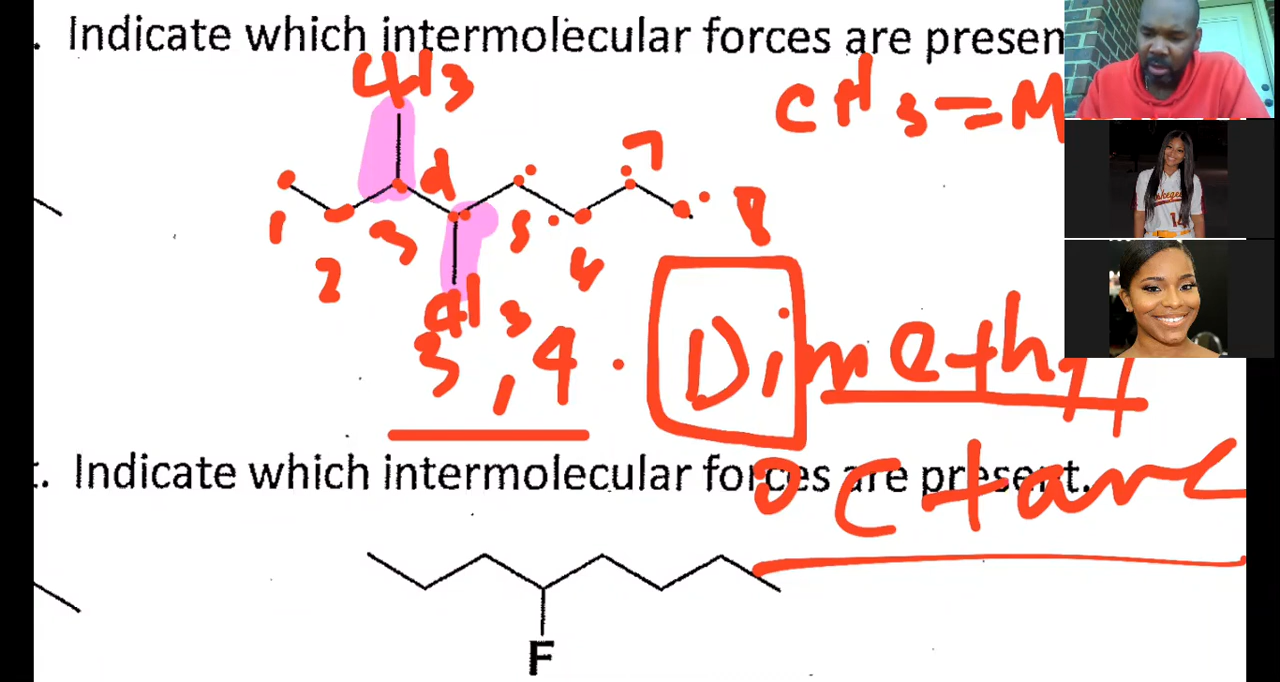 . Indicate which intermolecular forces are presen
CH3
CH3 = M
7
d
1 2 3 5 4 8
CH3
3,4 . Dimethyl
octane
:. Indicate which intermolecular forces are present.
F